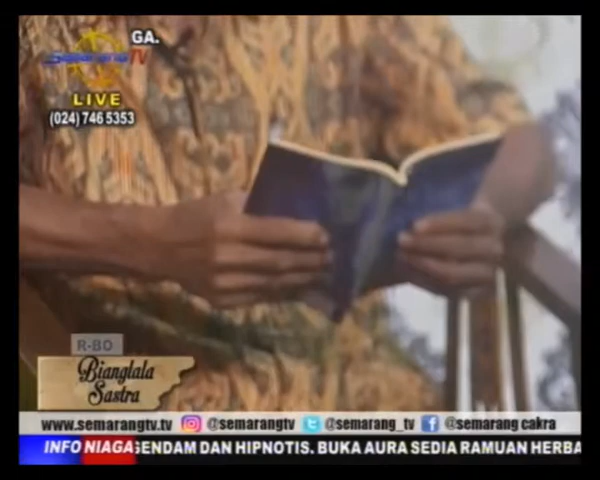 GA.
Semarang TV
LIVE
(024) 746 5353
R-BO
Bianglala
Sastra
www.semarangtv.tv @semarangtv @semarang_tv @semarang cakra
INFO NIAGA GENDAM DAN HIPNOTIS. BUKA AURA SEDIA RAMUAN HERBA